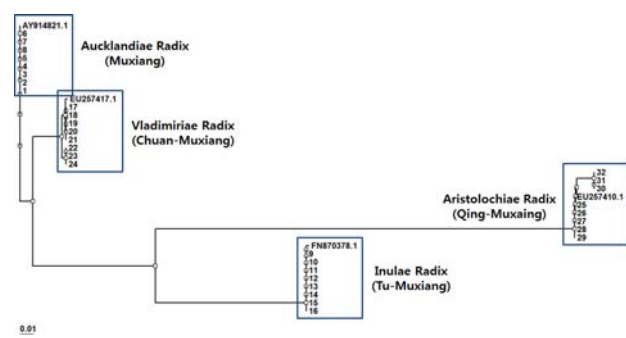 AY914821.1
6
7
8
5
4
3
2
1
Aucklandiae Radix
(Muxiang)
EU257417.1
17
18
19
20
21
22
23
24
Vladimiriae Radix
(Chuan-Muxiang)
32
31
30
EU257410.1
25
26
27
28
29
Aristolochiae Radix
(Qing-Muxaing)
FN870378.1
9
10
11
12
13
14
15
16
Inulae Radix
(Tu-Muxiang)
0.01